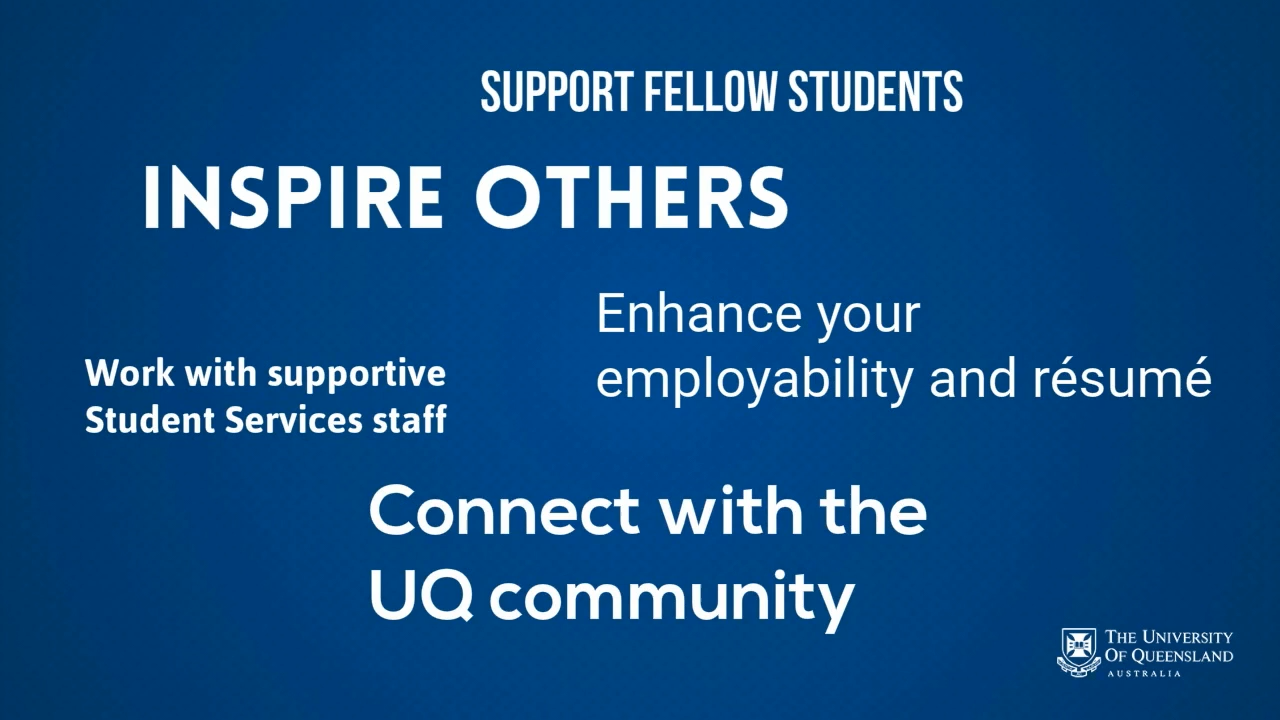 SUPPORT FELLOW STUDENTS
INSPIRE OTHERS
Enhance your
employability and résumé
Work with supportive
Student Services staff
Connect with the
UQ community
THE UNIVERSITY
OF QUEENSLAND
AUSTRALIA